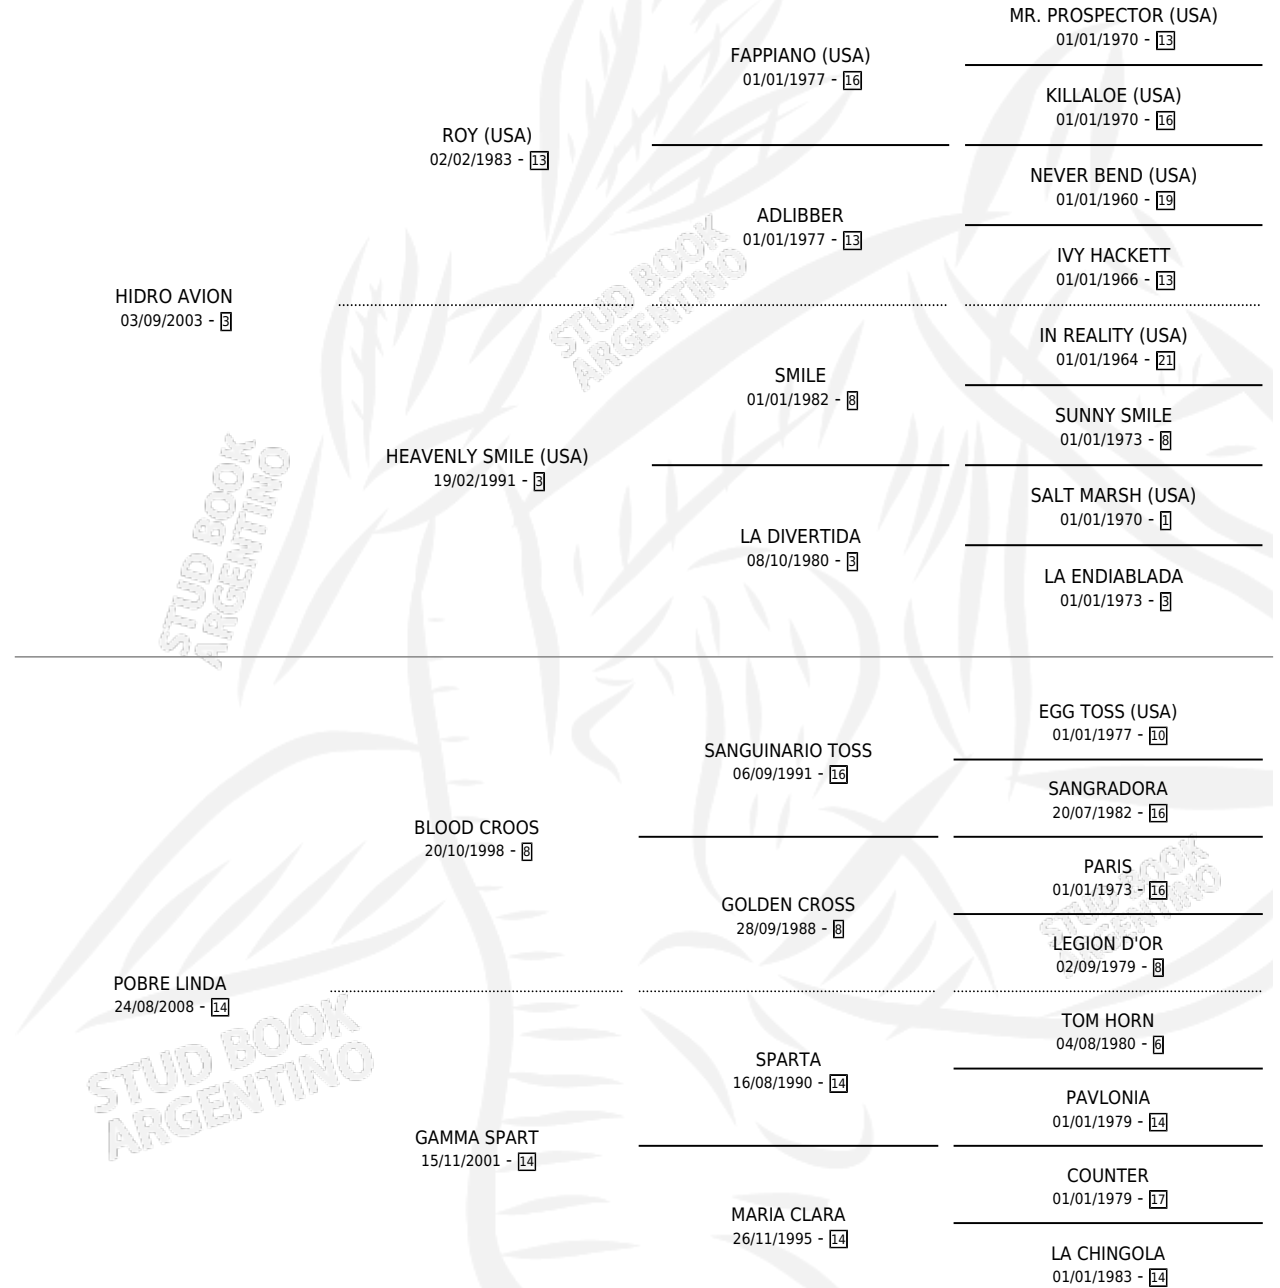 MR. PROSPECTOR (USA)
01/01/1970 - 13
FAPPIANO (USA)
01/01/1977 - 16
KILLALOE (USA)
01/01/1970 - 16
ROY (USA)
02/02/1983 - 13
NEVER BEND (USA)
01/01/1960 - 19
ADLIBBER
01/01/1977 - 13
IVY HACKETT
01/01/1966 - 13
HIDRO AVION
03/09/2003 - 3
IN REALITY (USA)
01/01/1964 - 21
SMILE
01/01/1982 - 8
SUNNY SMILE
01/01/1973 - 8
HEAVENLY SMILE (USA)
19/02/1991 - 3
SALT MARSH (USA)
01/01/1970 - 1
LA DIVERTIDA
08/10/1980 - 3
LA ENDIABLADA
01/01/1973 - 3
EGG TOSS (USA)
01/01/1977 - 10
SANGUINARIO TOSS
06/09/1991 - 16
SANGRADORA
20/07/1982 - 16
BLOOD CROOS
20/10/1998 - 8
PARIS
01/01/1973 - 16
GOLDEN CROSS
28/09/1988 - 8
LEGION D'OR
02/09/1979 - 8
POBRE LINDA
24/08/2008 - 14
TOM HORN
04/08/1980 - 6
SPARTA
16/08/1990 - 14
PAVLONIA
01/01/1979 - 14
GAMMA SPART
15/11/2001 - 14
COUNTER
01/01/1979 - 17
MARIA CLARA
26/11/1995 - 14
LA CHINGOLA
01/01/1983 - 14
STUD BOOK
ARGENTINO
STUD BOOK
ARGENTINO
STUD BOOK
ARGENTINO
STUD BOOK
ARGENTINO